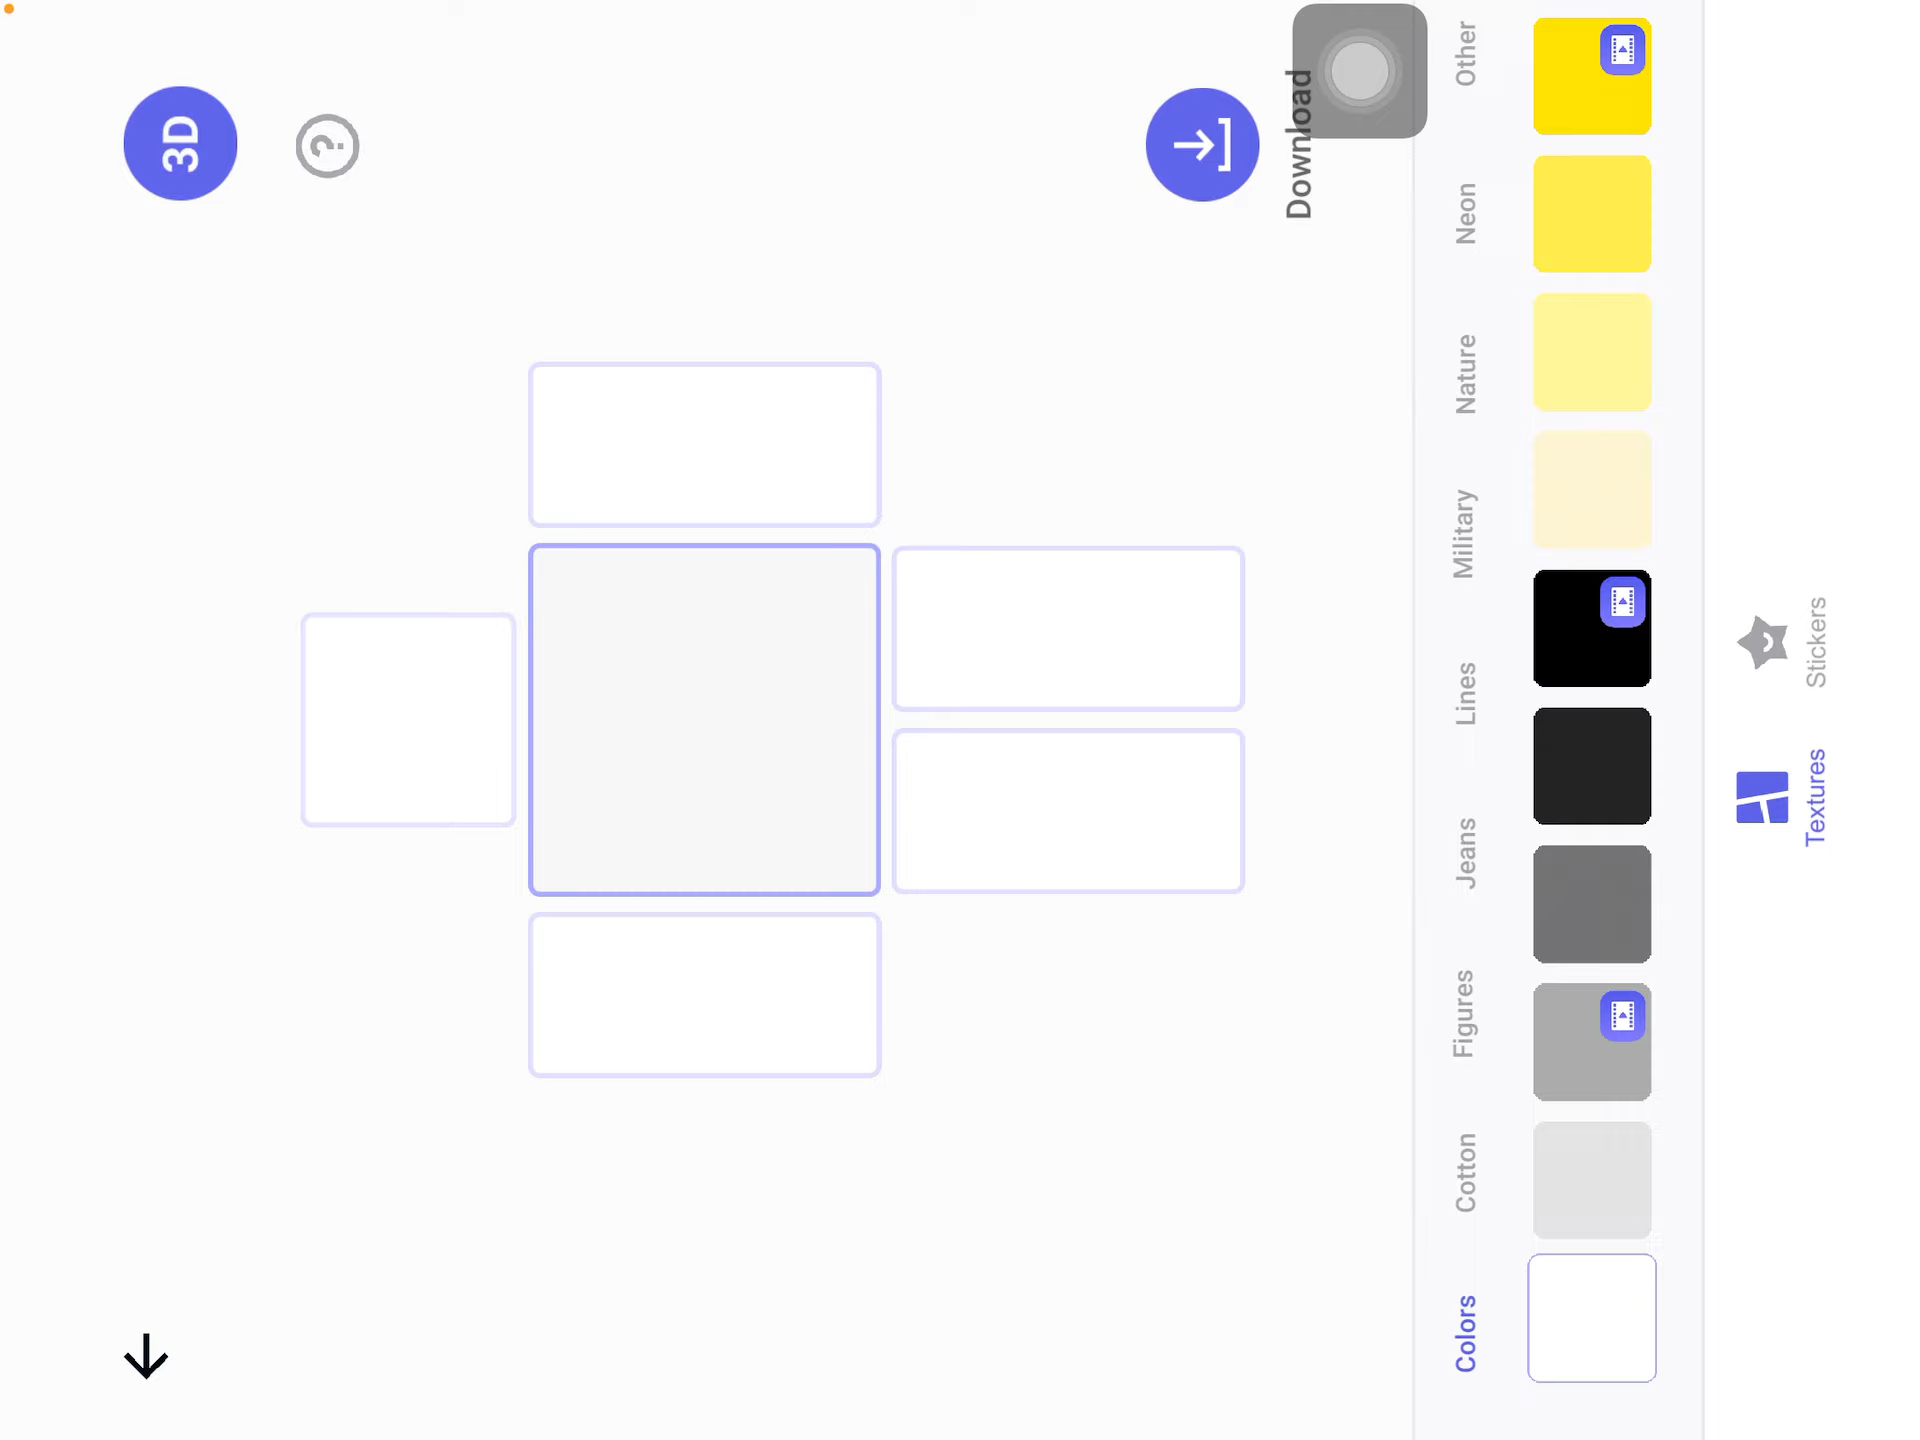 3D
Download
Colors
Cotton
Figures
Jeans
Lines
Military
Nature
Neon
Other
Textures
Stickers